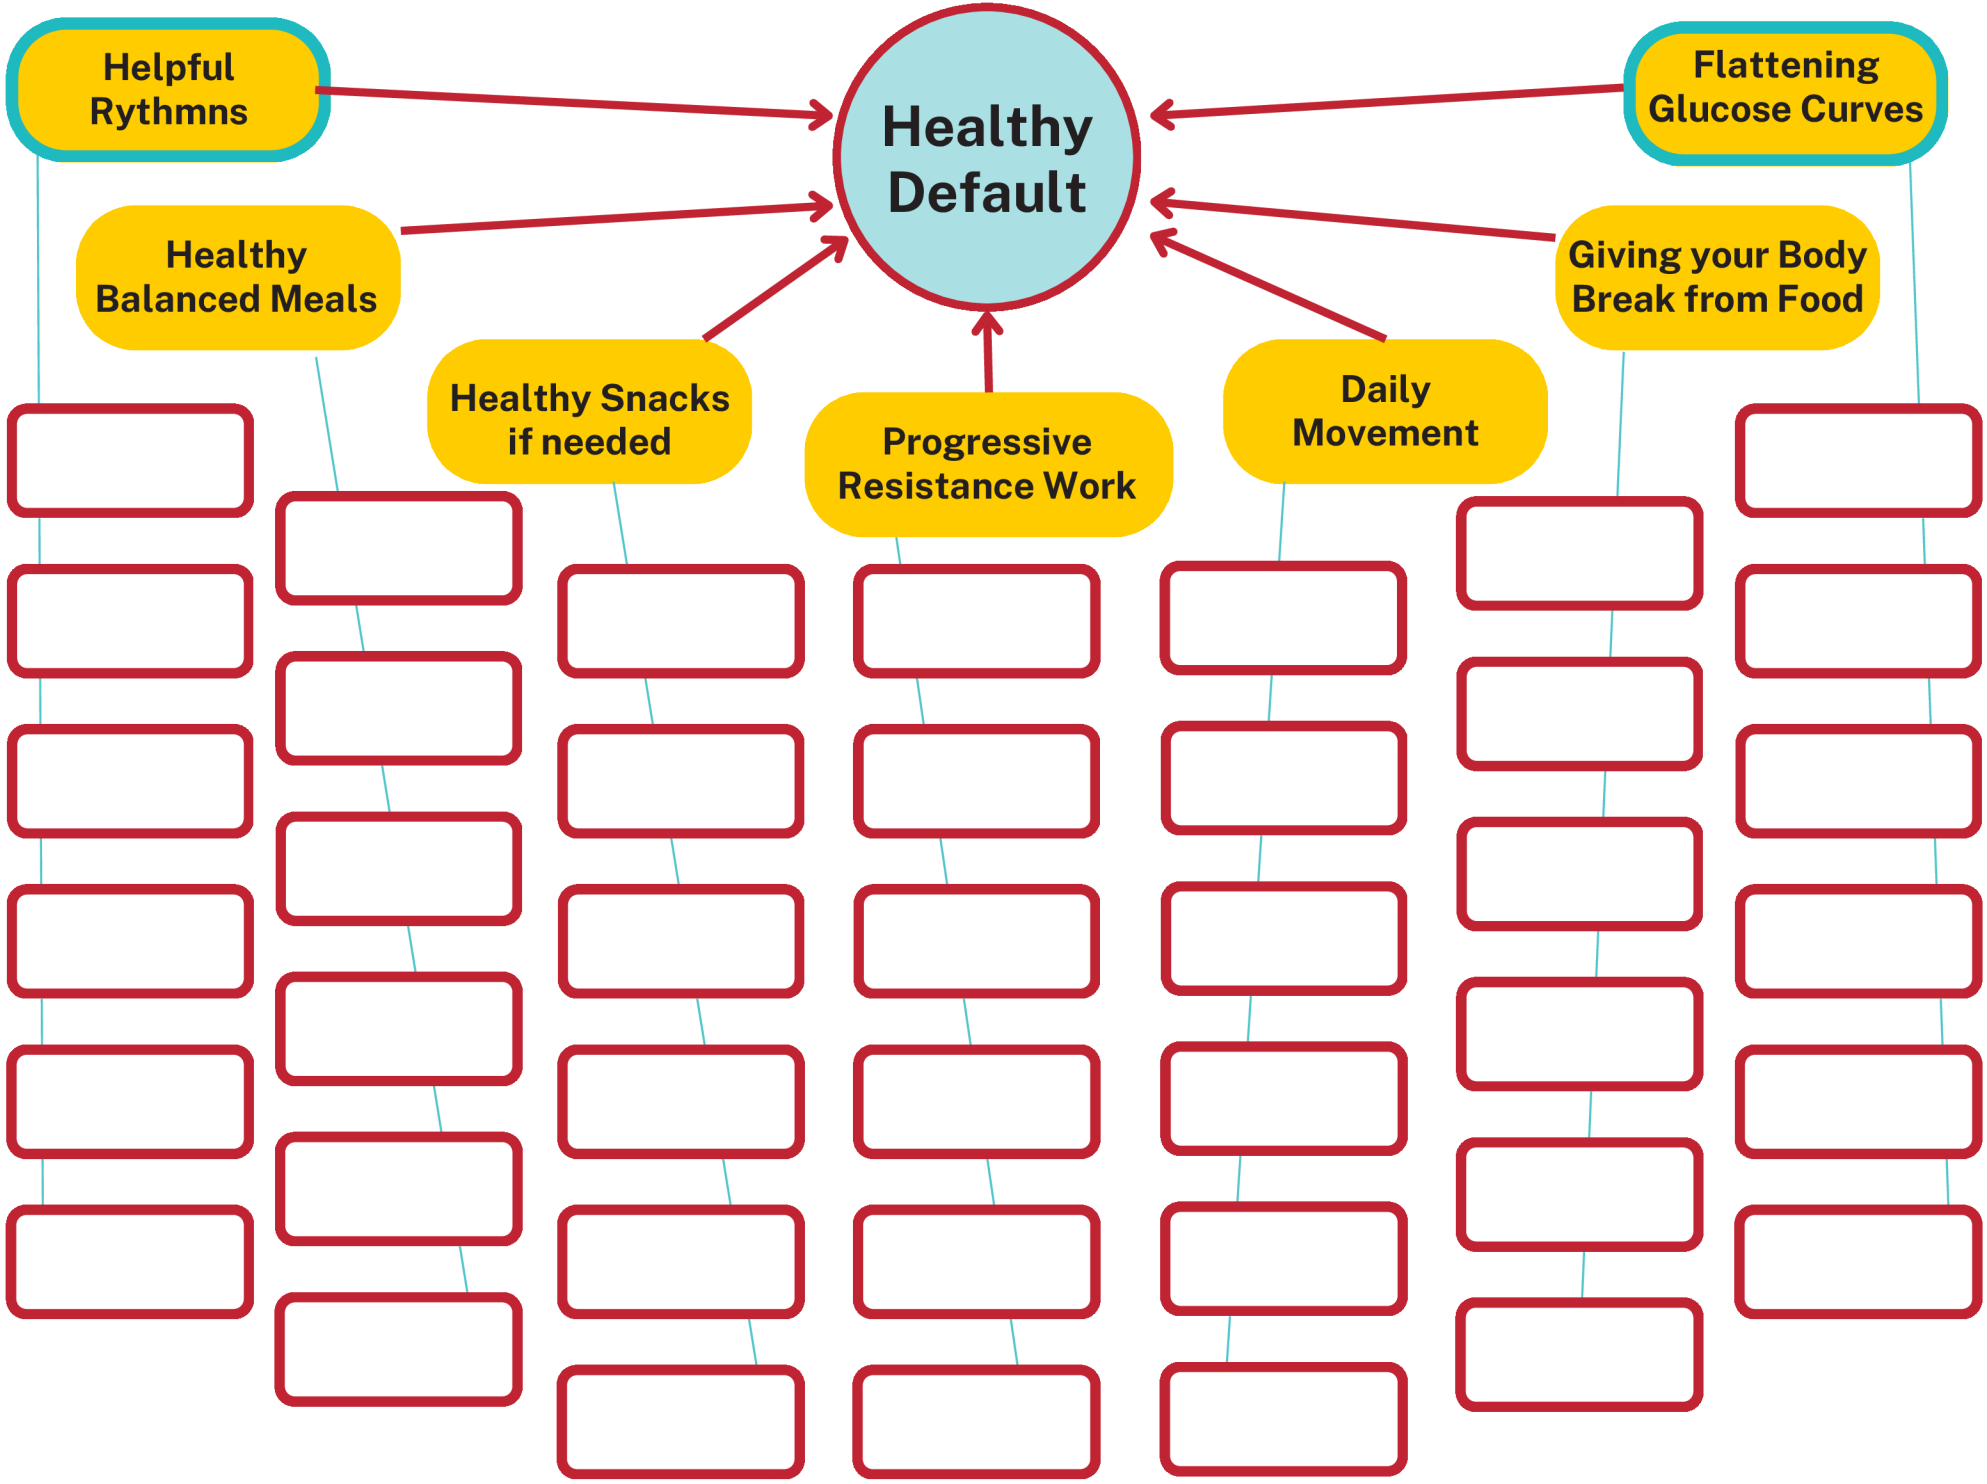 Helpful
Rythmns
Healthy
Default
Flattening
Glucose Curves
Healthy
Balanced Meals
Giving your Body
Break from Food
Healthy Snacks
if needed
Progressive
Resistance Work
Daily
Movement